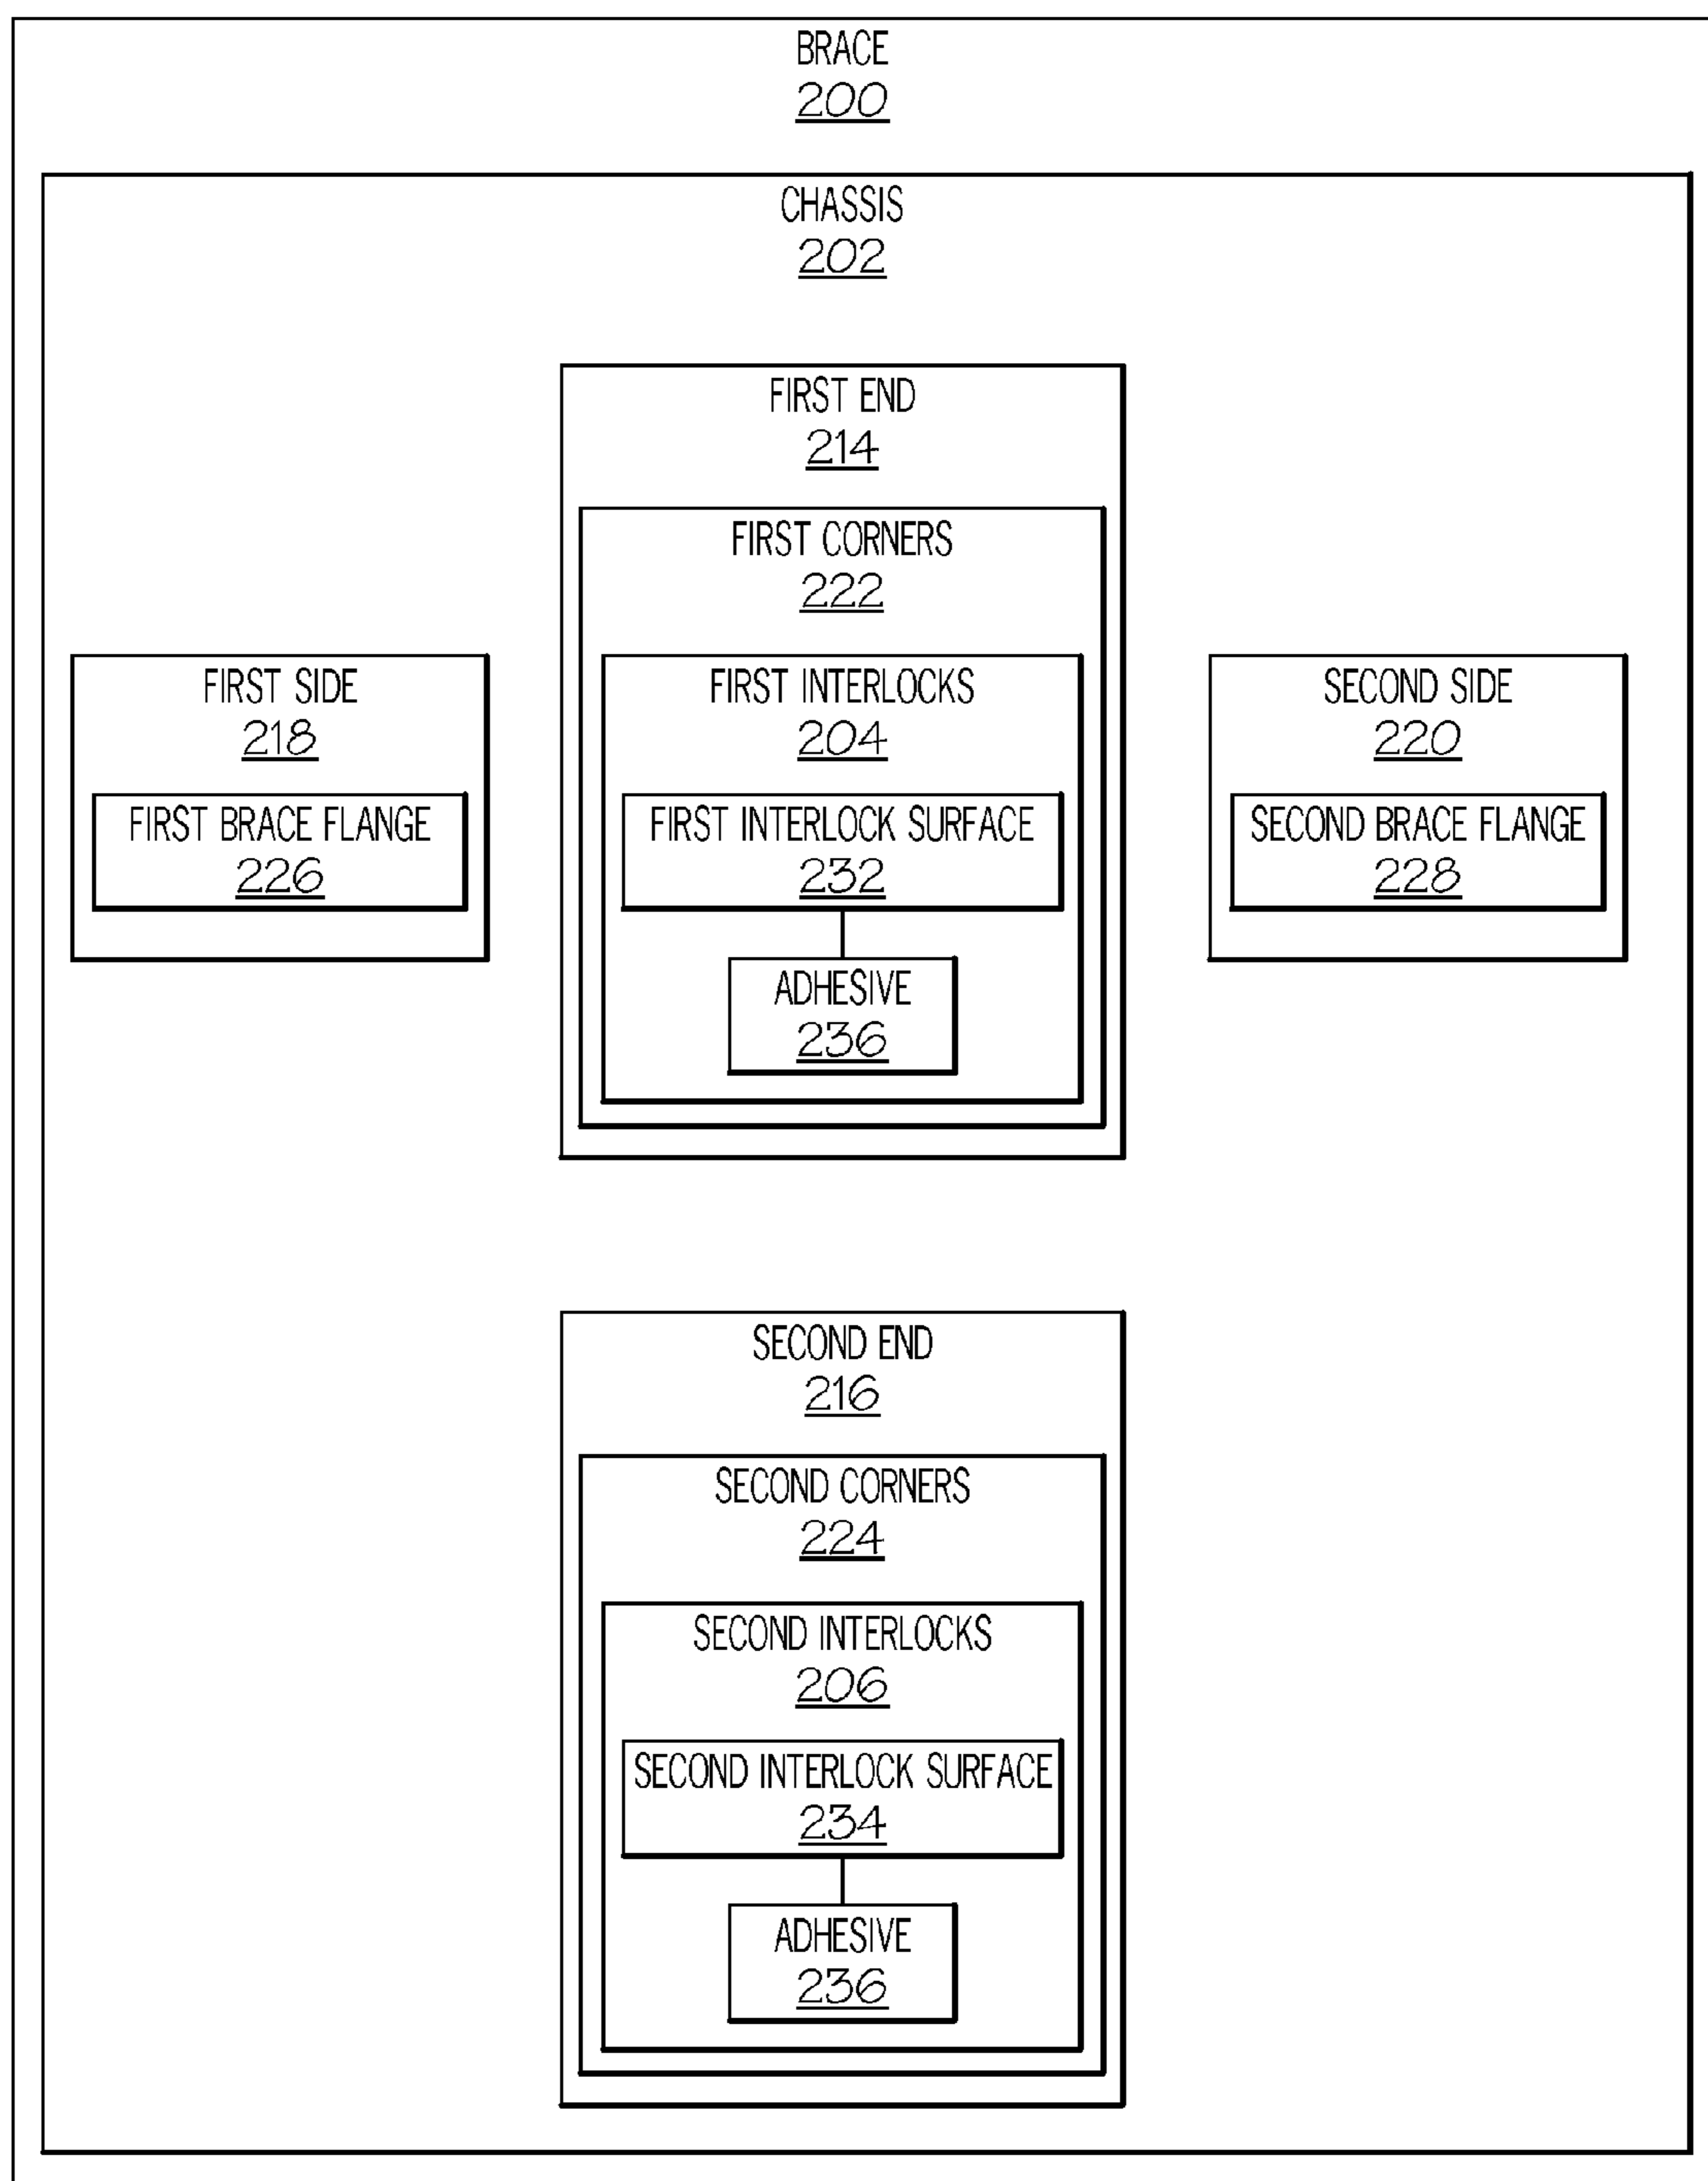 BRACE
200
CHASSIS
202
FIRST END
214
FIRST CORNERS
222
FIRST SIDE
218
FIRST BRACE FLANGE
226
FIRST INTERLOCKS
204
FIRST INTERLOCK SURFACE
232
ADHESIVE
236
SECOND SIDE
220
SECOND BRACE FLANGE
228
SECOND END
216
SECOND CORNERS
224
SECOND INTERLOCKS
206
SECOND INTERLOCK SURFACE
234
ADHESIVE
236